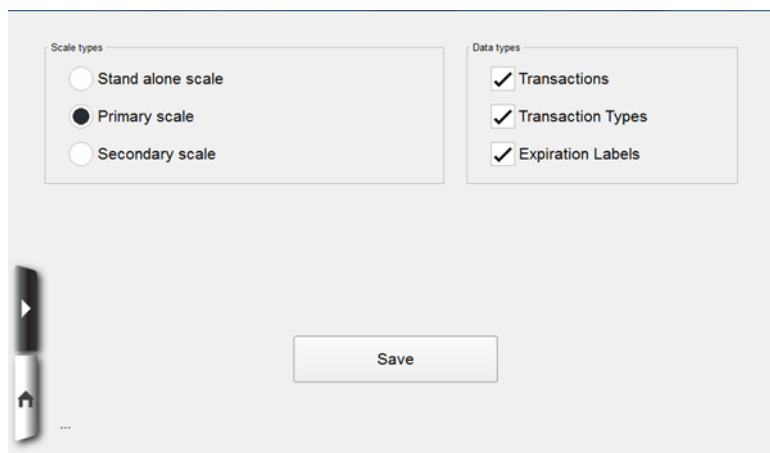 Scale types
Stand alone scale
Primary scale
Secondary scale
Data types
Transactions
Transaction Types
Expiration Labels
Save
...